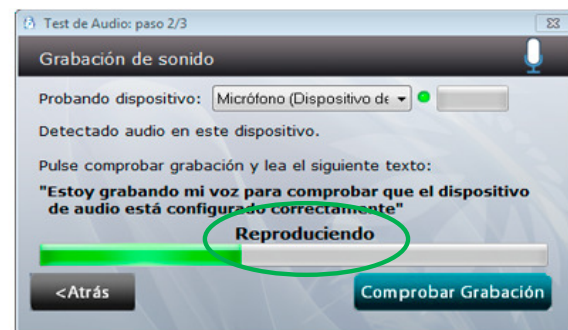 Test de Audio: paso 2/3
Grabación de sonido
Probando dispositivo: Micrófono (Dispositivo de
Detectado audio en este dispositivo.
Pulse comprobar grabación y lea el siguiente texto:
"Estoy grabando mi voz para comprobar que el dispositivo
de audio está configurado correctamente"
Reproduciendo
<Atrás Comprobar Grabación